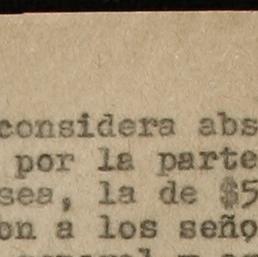 considera abs
por la parte
sea, la de $5
on a los seño